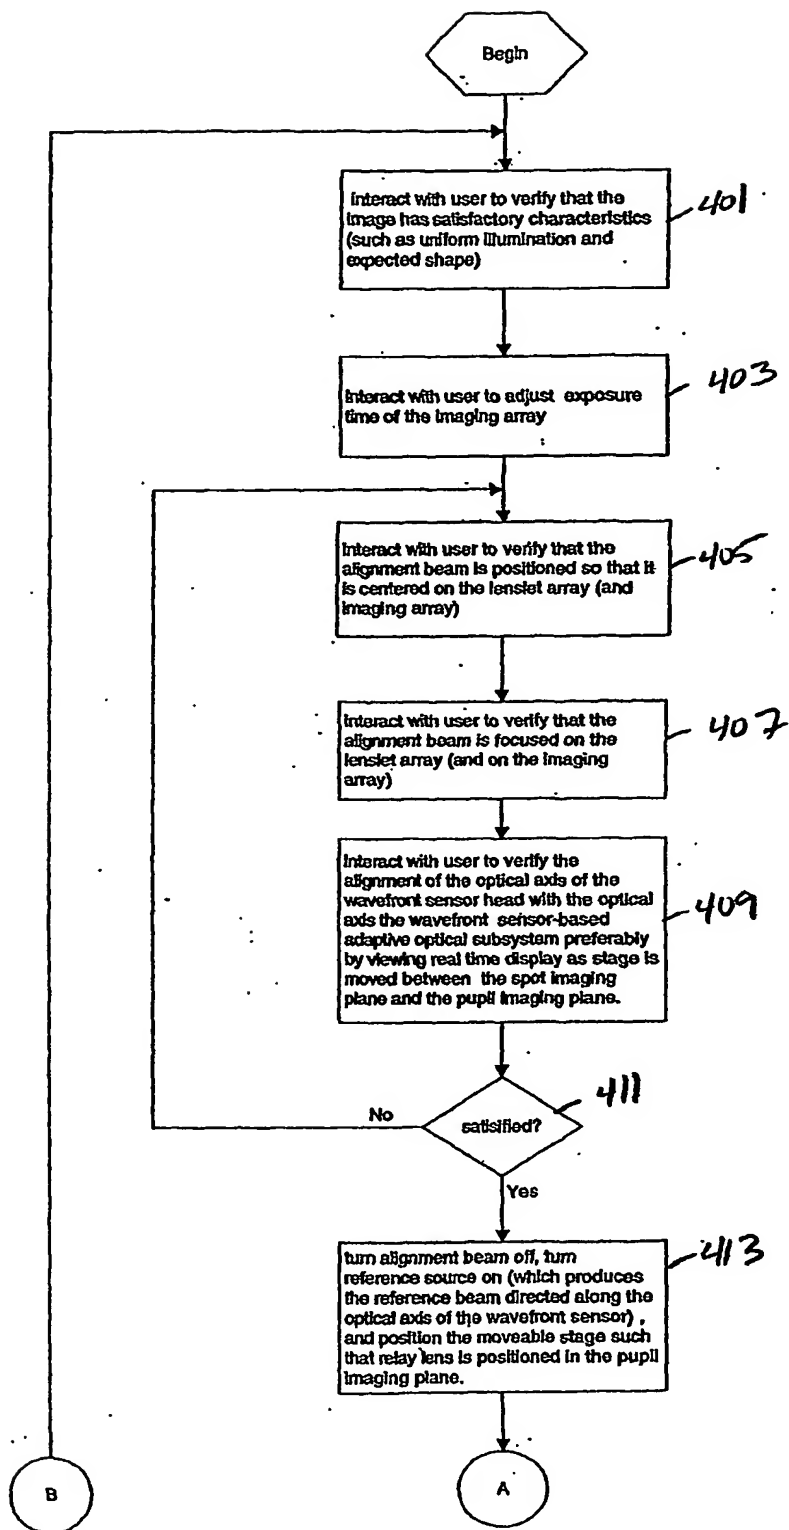 Begin
Interact with user to verify that the
image has satisfactory characteristics
(such as uniform illumination and
expected shape)
401
Interact with user to adjust exposure
time of the imaging array
403
Interact with user to verify that the
alignment beam is positioned so that it
is centered on the lenslet array (and
imaging array)
405
Interact with user to verify that the
alignment beam is focused on the
lenslet array (and on the imaging
array)
407
Interact with user to verify the
alignment of the optical axis of the
wavefront sensor head with the optical
axis the wavefront sensor-based
adaptive optical subsystem preferably
by viewing real time display as stage is
moved between the spot imaging
plane and the pupil imaging plane.
409
satisified?
411
No
Yes
turn alignment beam off, turn
reference source on (which produces
the reference beam directed along the
optical axis of the wavefront sensor) ,
and position the moveable stage such
that relay lens is positioned in the pupil
imaging plane.
413
B
A